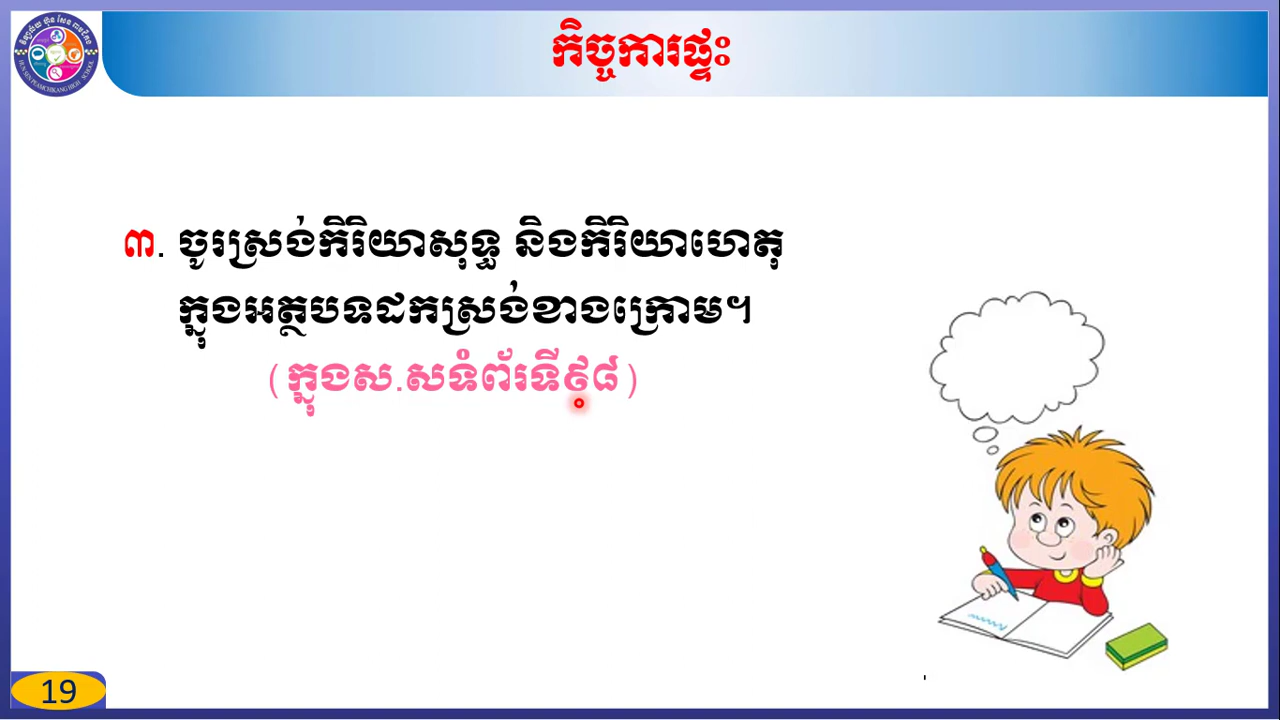 កិច្ចការផ្ទះ
៣. ចូរស្រង់កិរិយាសុទ្ធ និងកិរិយាហេតុ
ក្នុងអត្ថបទដកស្រង់ខាងក្រោម។
(ក្នុងស.សទំព័រទី៩៨)
19